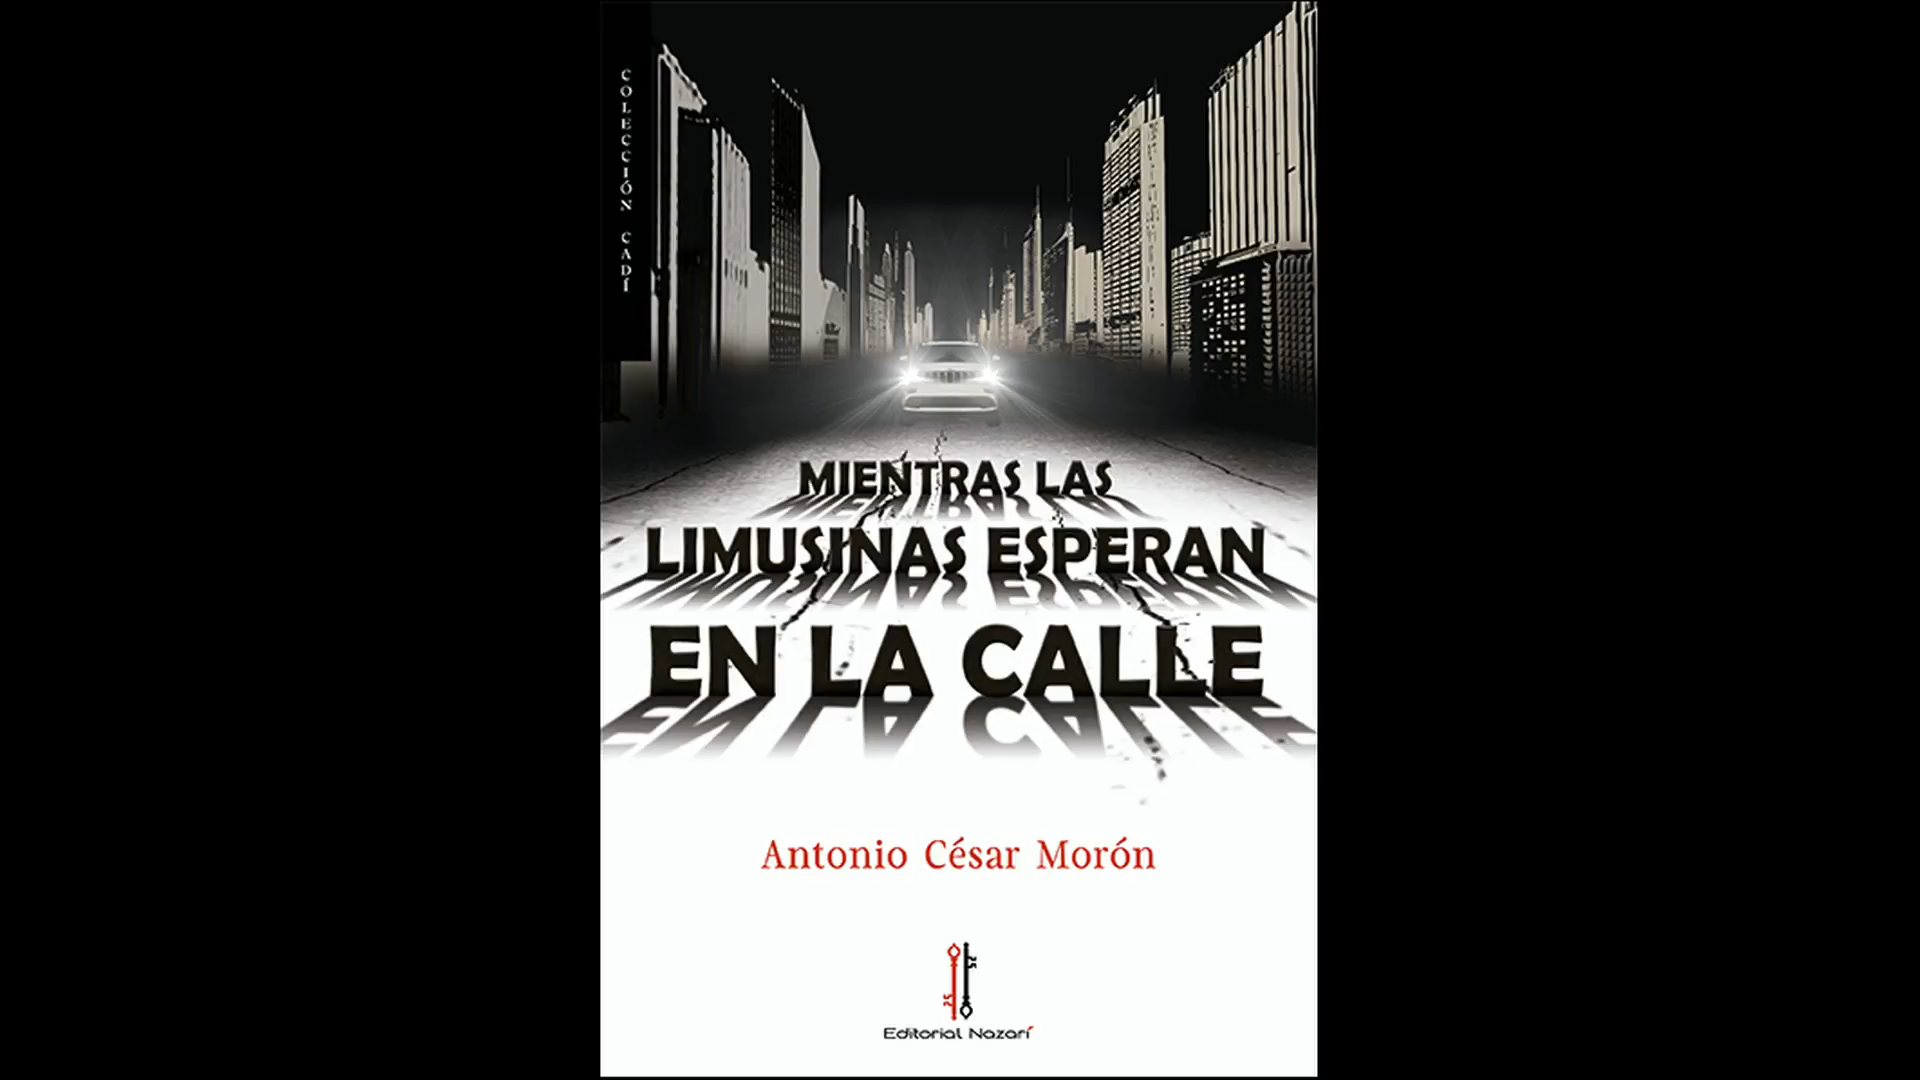 COLECCIÓN CADÍ
MIENTRAS LAS
LIMUSINAS ESPERAN
EN LA CALLE
Antonio César Morón
Editorial Nazarí